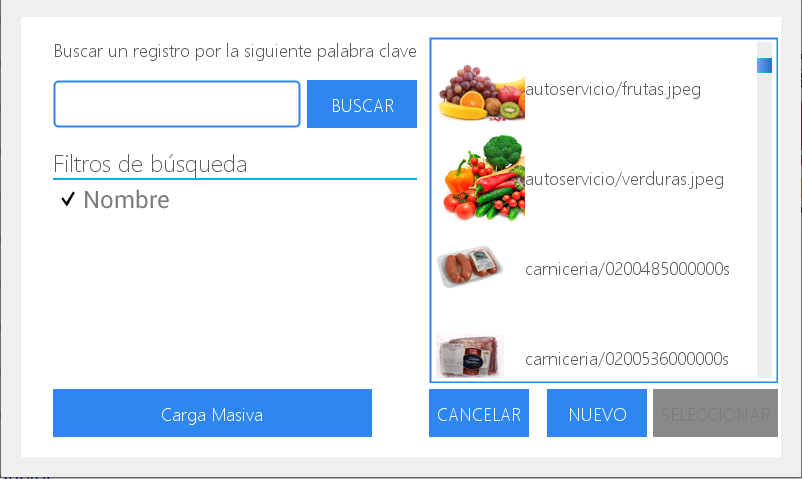 Buscar un registro por la siguiente palabra clave
BUSCAR
Filtros de búsqueda
Nombre
Carga Masiva
autoservicio/frutas.jpeg
autoservicio/verduras.jpeg
carniceria/0200485000000s
carniceria/0200536000000s
CANCELAR
NUEVO
SELECCIONAR